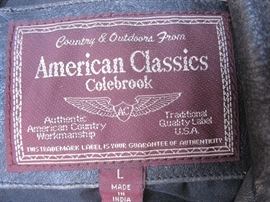 Country & Outdoors From
American Classics
Colebrook
AC
Authentic
American Country
Workmanship
Traditional
Quality Label
U.S.A.
THIS TRADEMARK LABEL IS YOUR GUARANTEE OF AUTHENTICITY
L
MADE
IN
INDIA